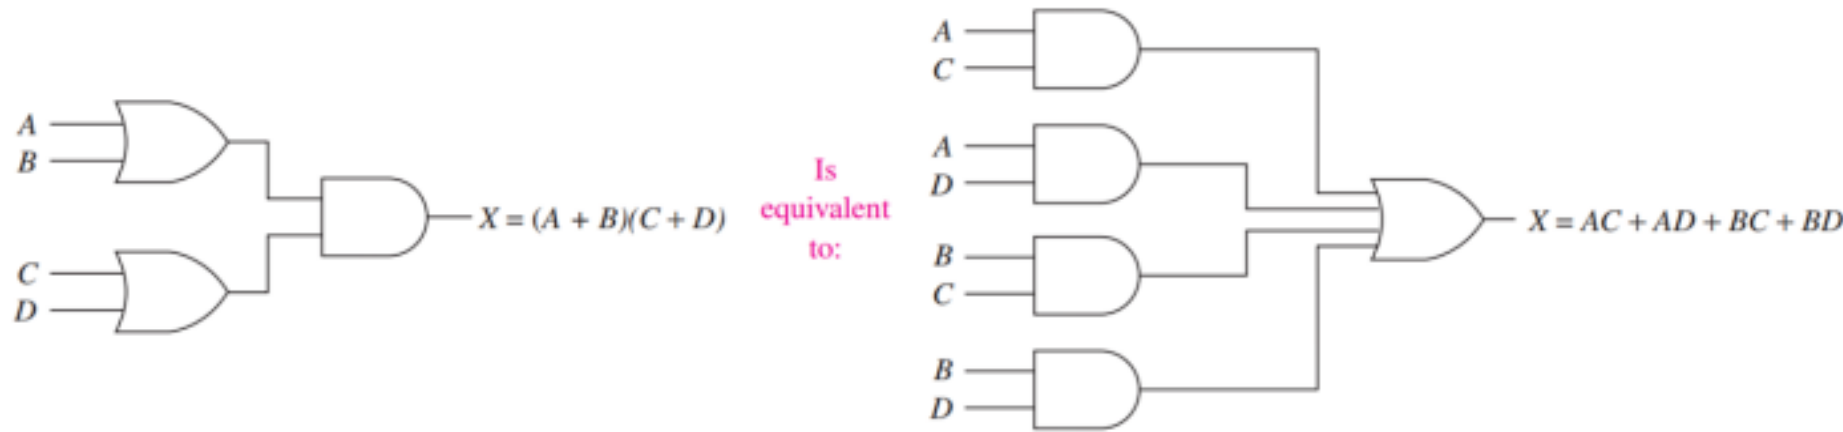 A
B
C
D
X = (A + B)(C + D)
Is
equivalent
to:
A
C
A
D
B
C
B
D
X = AC + AD + BC + BD